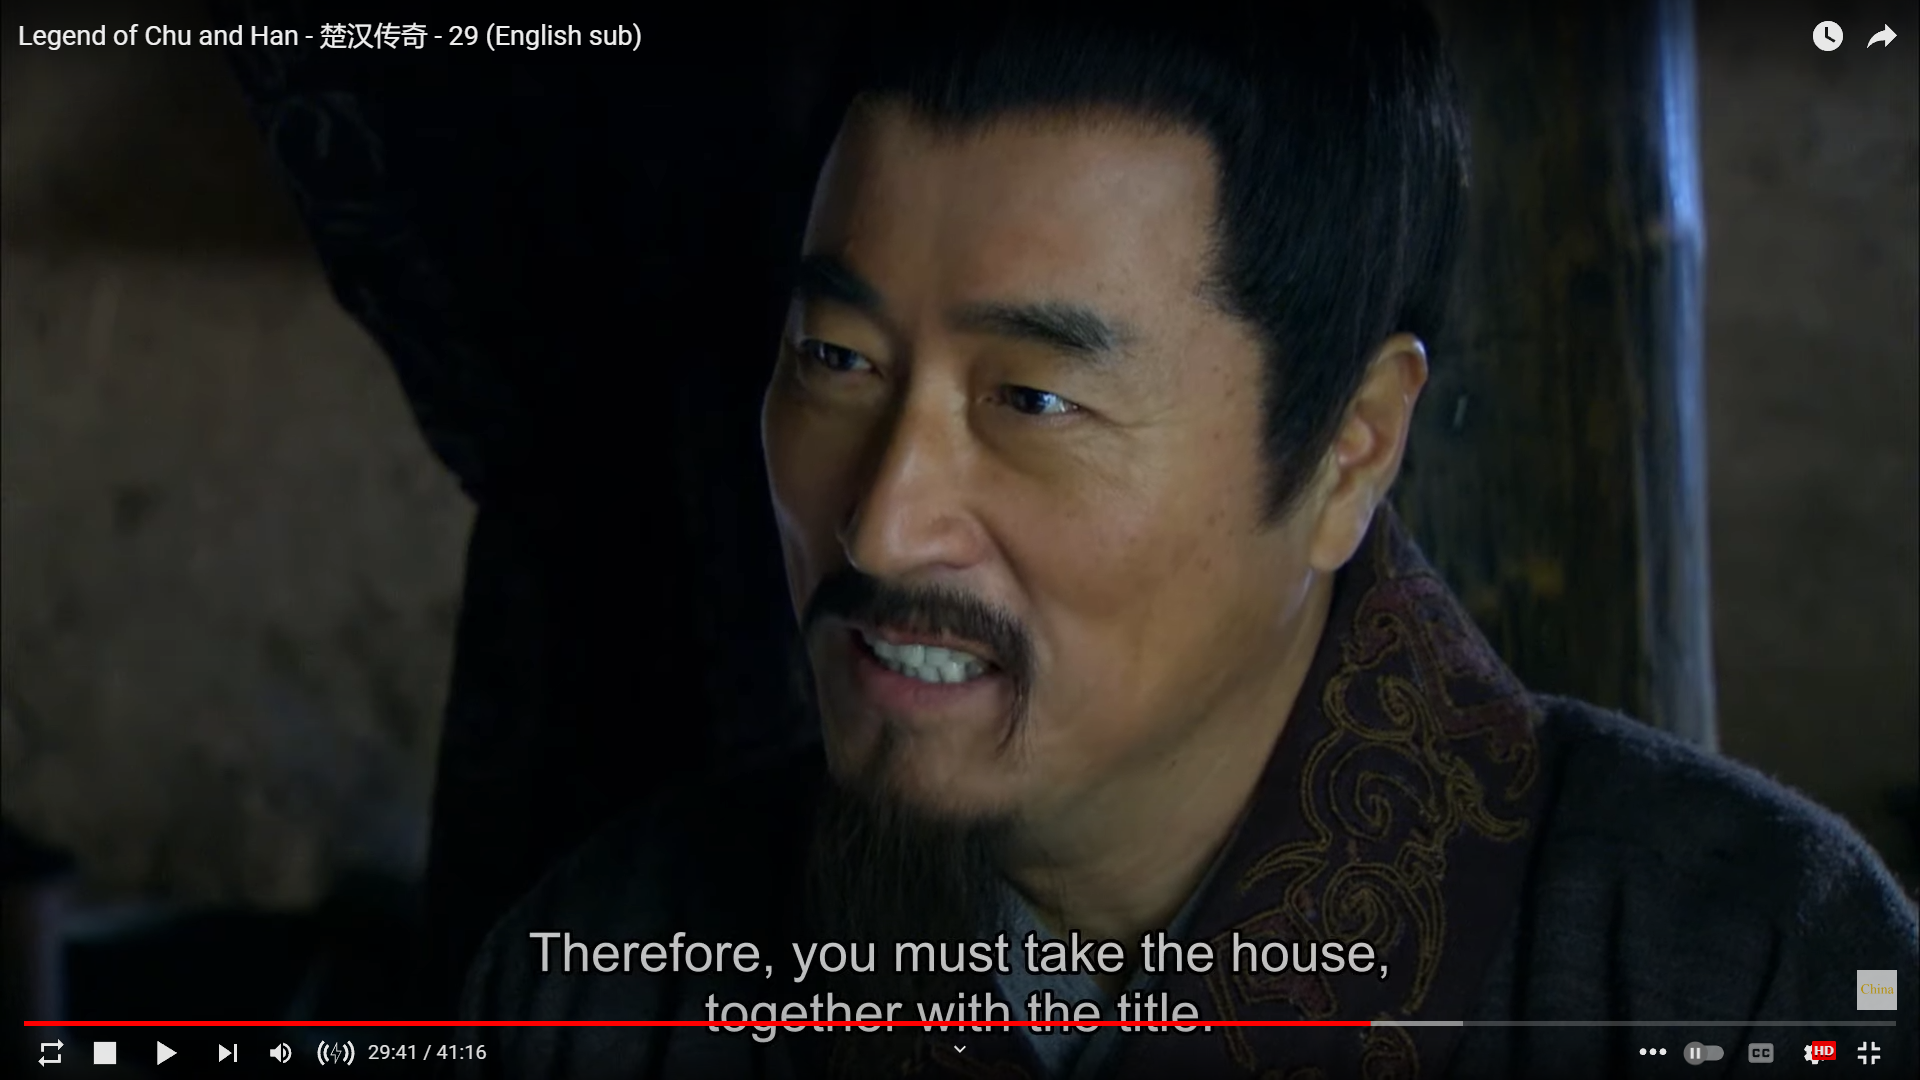 Legend of Chu and Han - 楚汉传奇 - 29 (English sub)
Therefore, you must take the house,
together with the title.
China
29:41 / 41:16
CC
HD